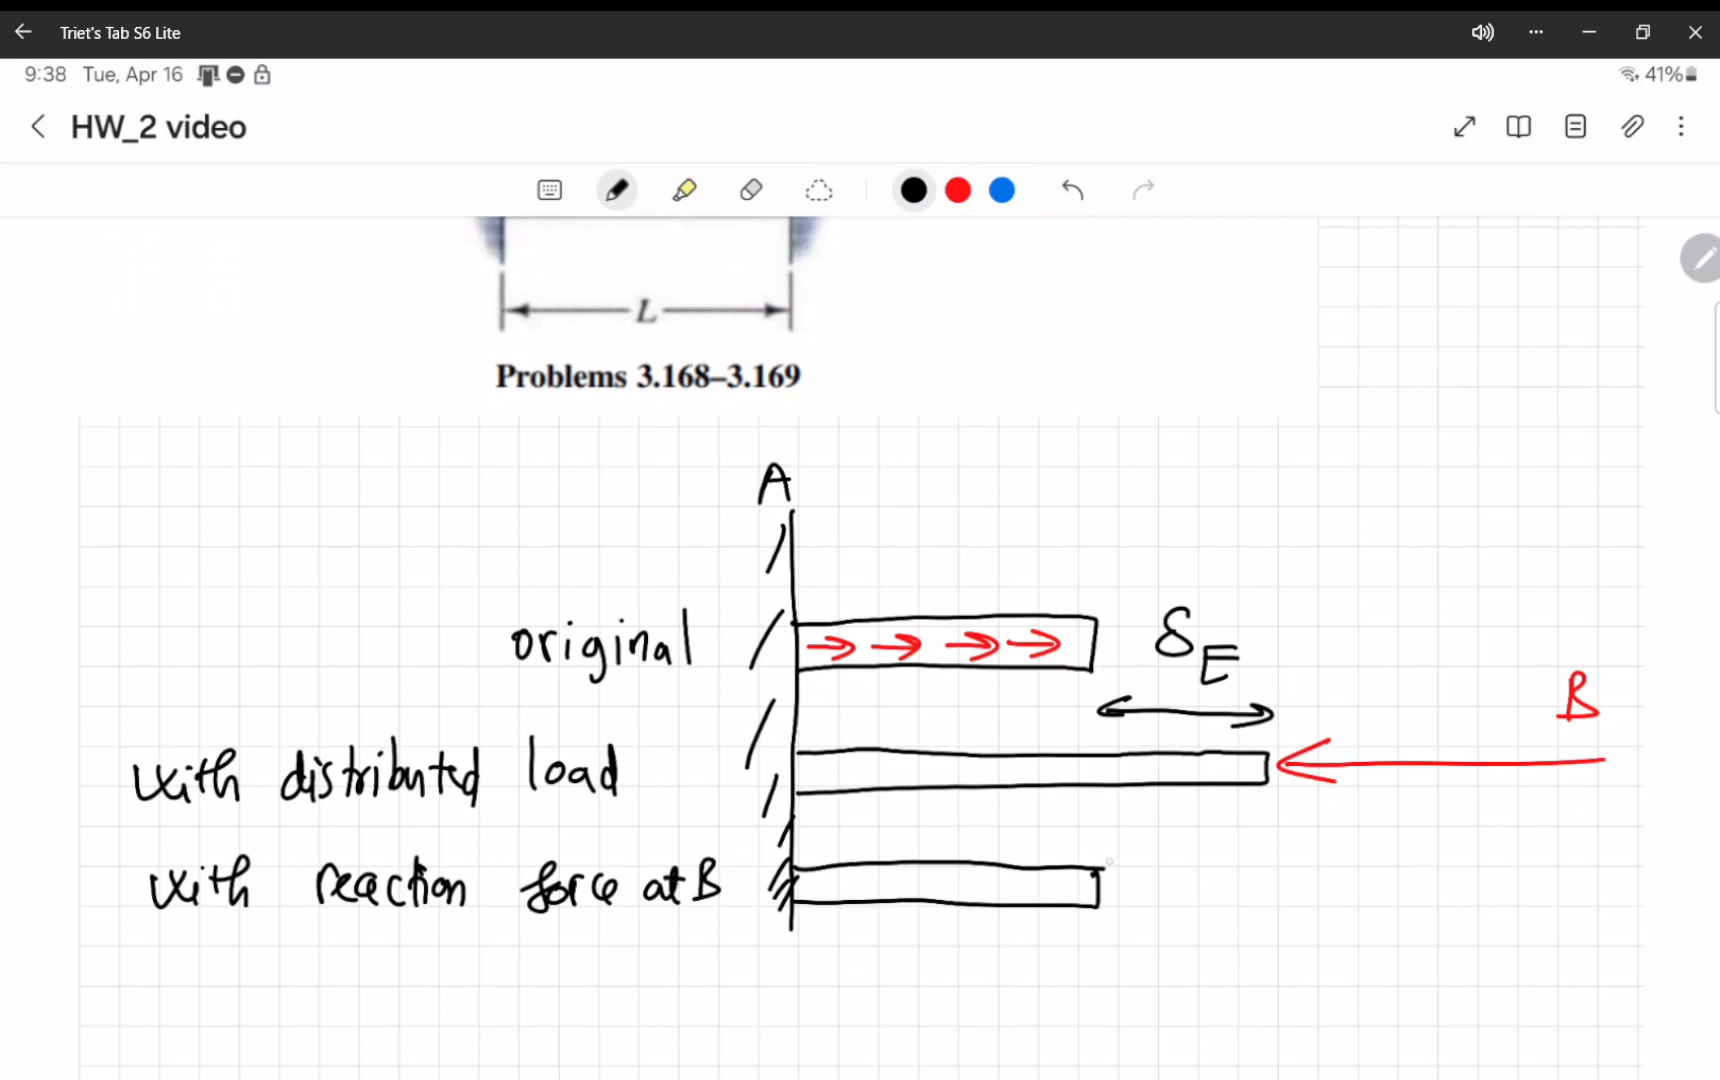 Triet's Tab S6 Lite
9:38 Tue, Apr 16 41%
HW_2 video
L
Problems 3.168–3.169
A
original
δE
B
with distributed load
with reaction force at B